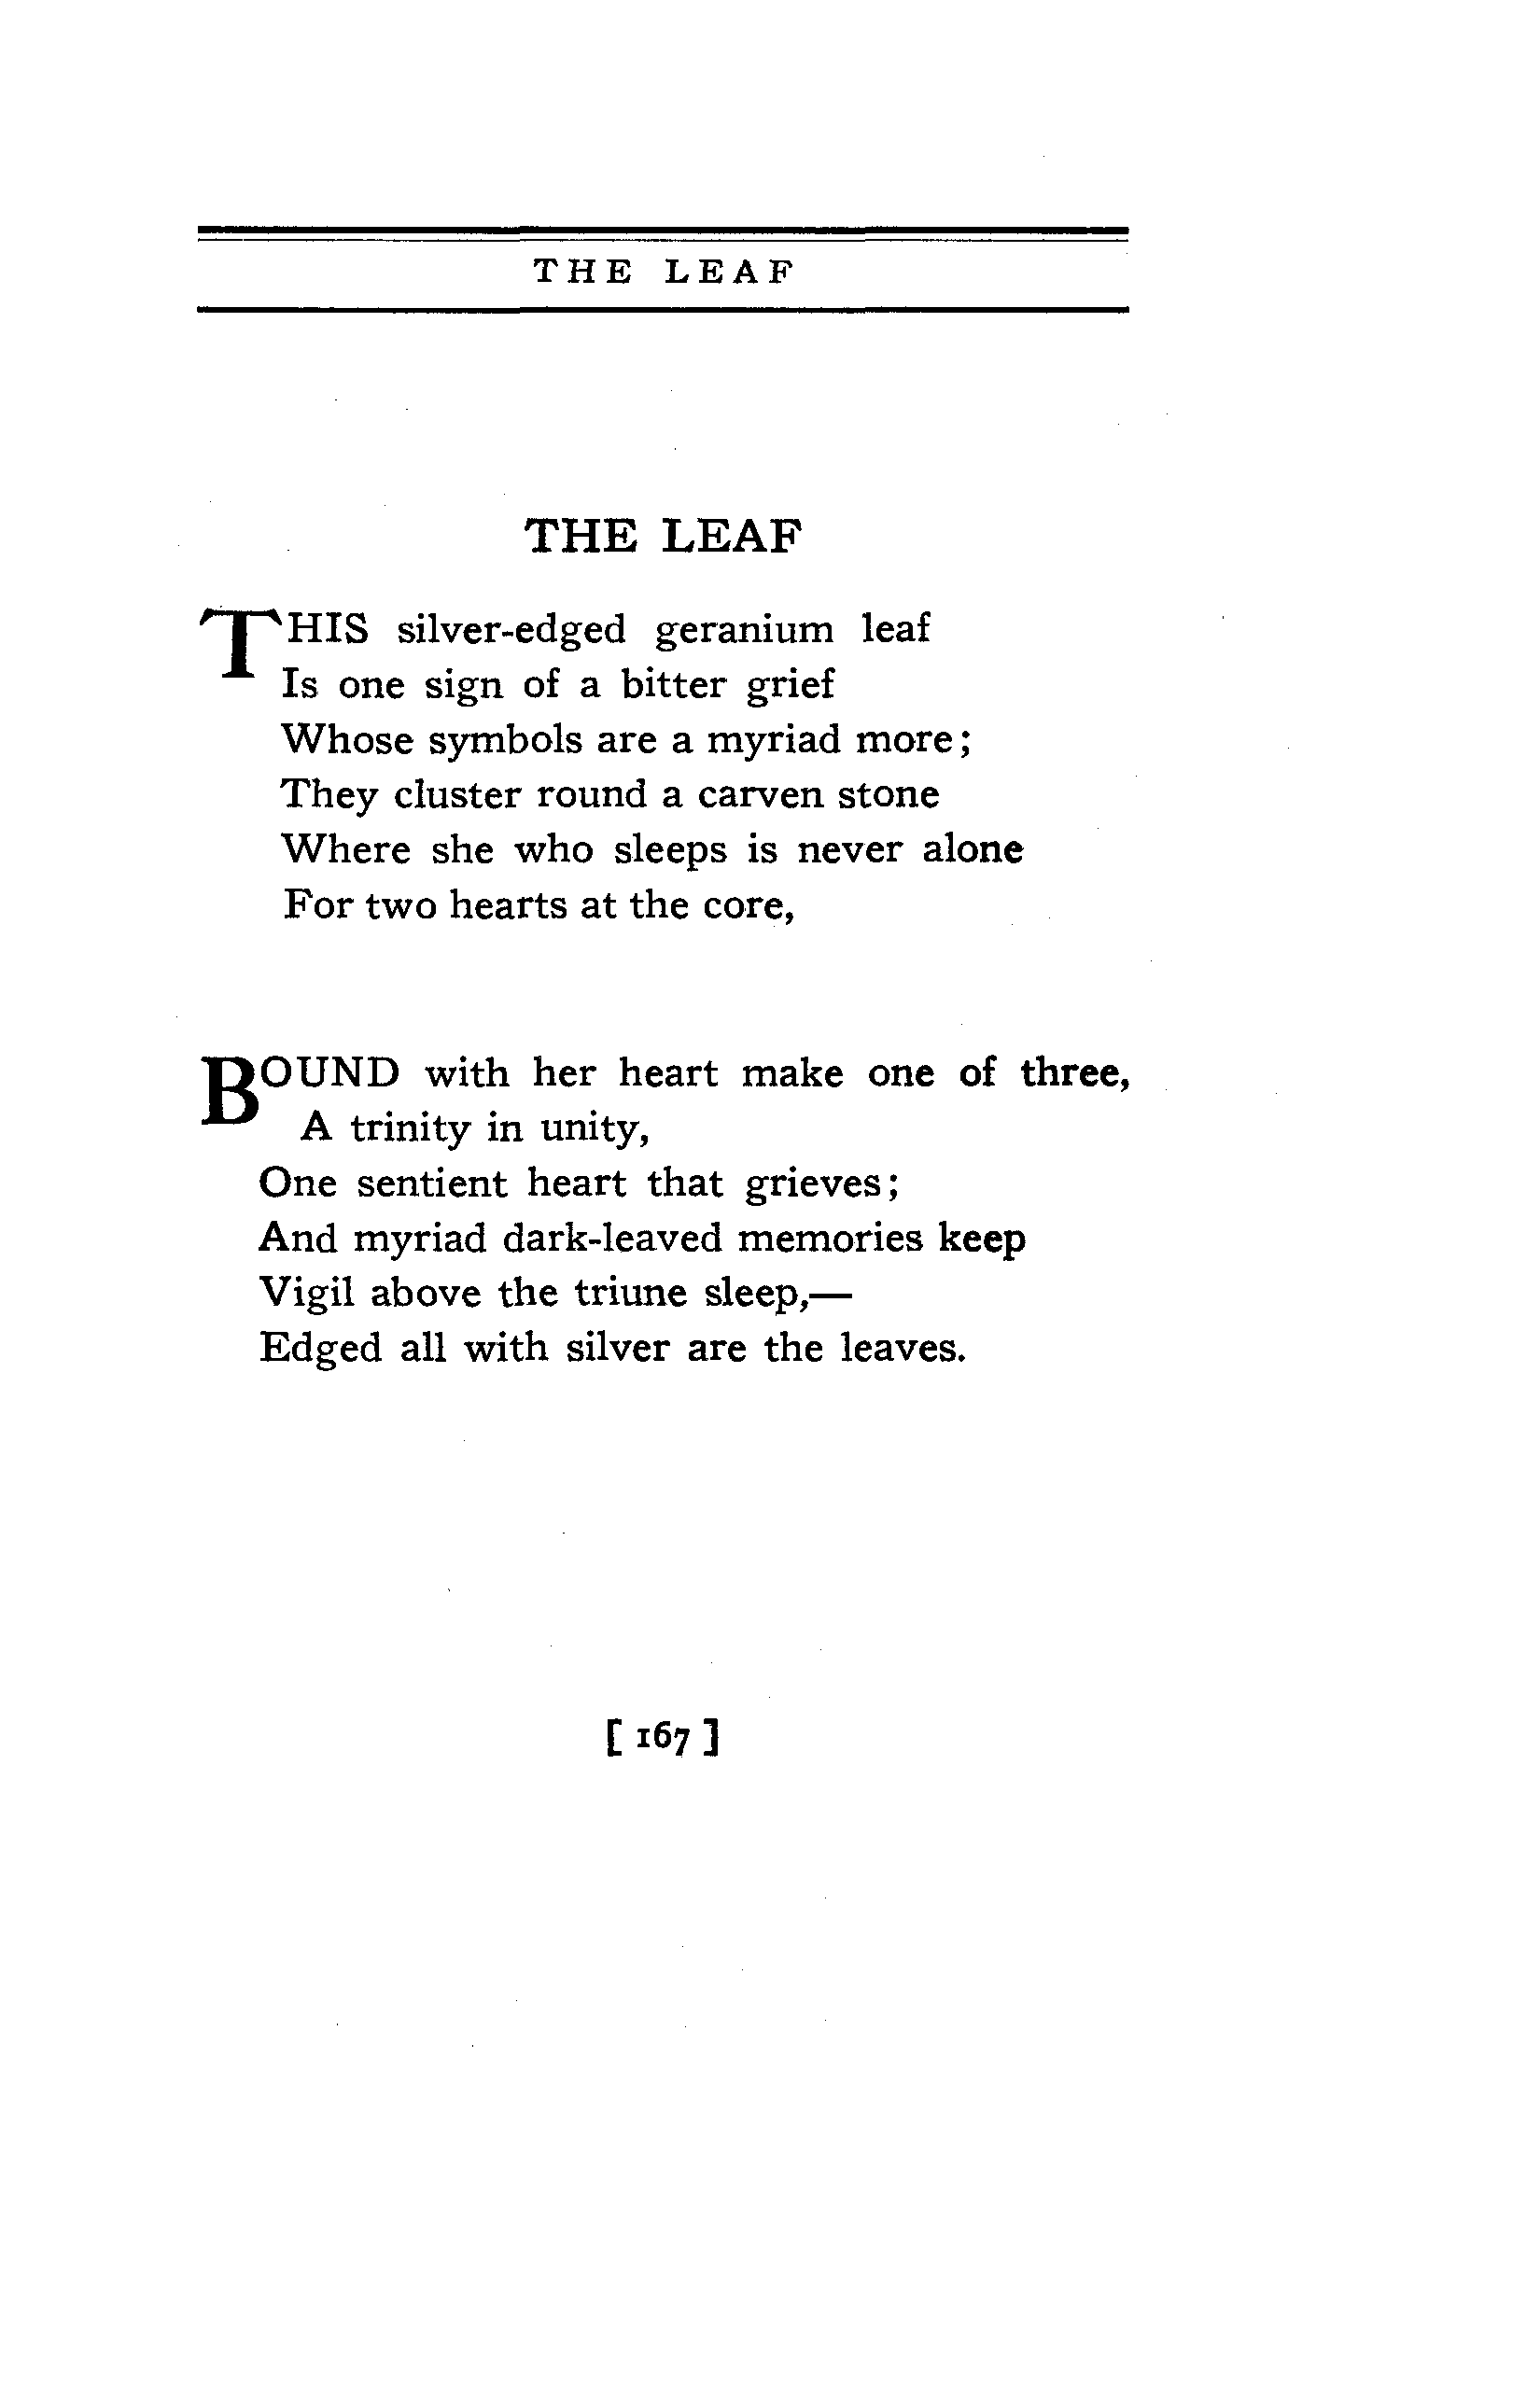 THE LEAF
THE LEAF
THIS silver-edged geranium leaf
Is one sign of a bitter grief
Whose symbols are a myriad more;
They cluster round a carven stone
Where she who sleeps is never alone
For two hearts at the core,
BOUND with her heart make one of three,
A trinity in unity,
One sentient heart that grieves;
And myriad dark-leaved memories keep
Vigil above the triune sleep,—
Edged all with silver are the leaves.
[ 167 ]